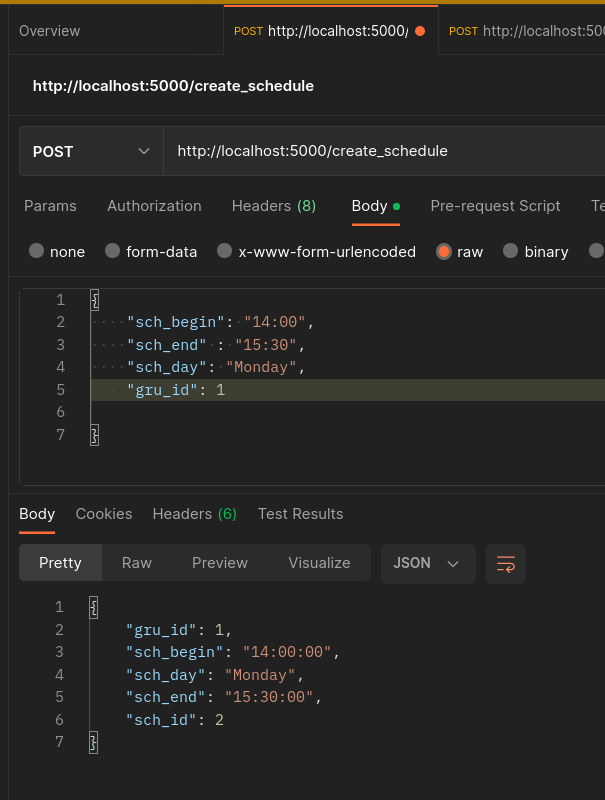 Overview
POST http://localhost:5000/
POST http://localhost:500
http://localhost:5000/create_schedule
POST
http://localhost:5000/create_schedule
Params Authorization Headers (8) Body Pre-request Script Te
none form-data x-www-form-urlencoded raw binary
1 {
2 "sch_begin": "14:00",
3 "sch_end" : "15:30",
4 "sch_day": "Monday",
5 "gru_id": 1
6
7 }
Body Cookies Headers (6) Test Results
Pretty Raw Preview Visualize JSON
1 {
2 "gru_id": 1,
3 "sch_begin": "14:00:00",
4 "sch_day": "Monday",
5 "sch_end": "15:30:00",
6 "sch_id": 2
7 }